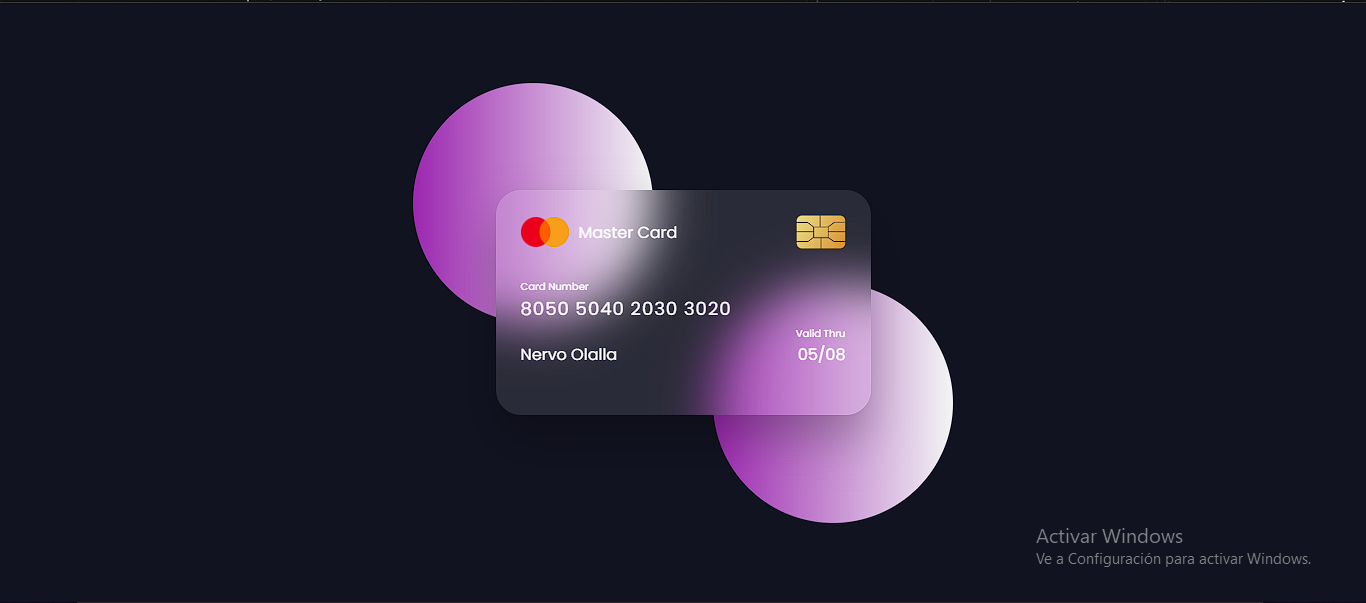 Master Card
Card Number
8050 5040 2030 3020
Valid Thru
Nervo Olalla
05/08
Activar Windows
Ve a Configuración para activar Windows.